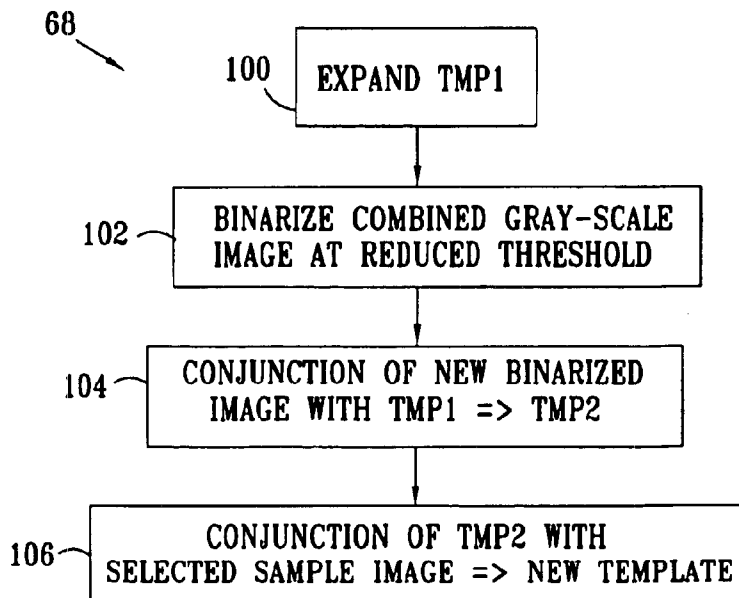 68
100
EXPAND TMP1
102
BINARIZE COMBINED GRAY-SCALE
IMAGE AT REDUCED THRESHOLD
104
CONJUNCTION OF NEW BINARIZED
IMAGE WITH TMP1 => TMP2
106
CONJUNCTION OF TMP2 WITH
SELECTED SAMPLE IMAGE => NEW TEMPLATE